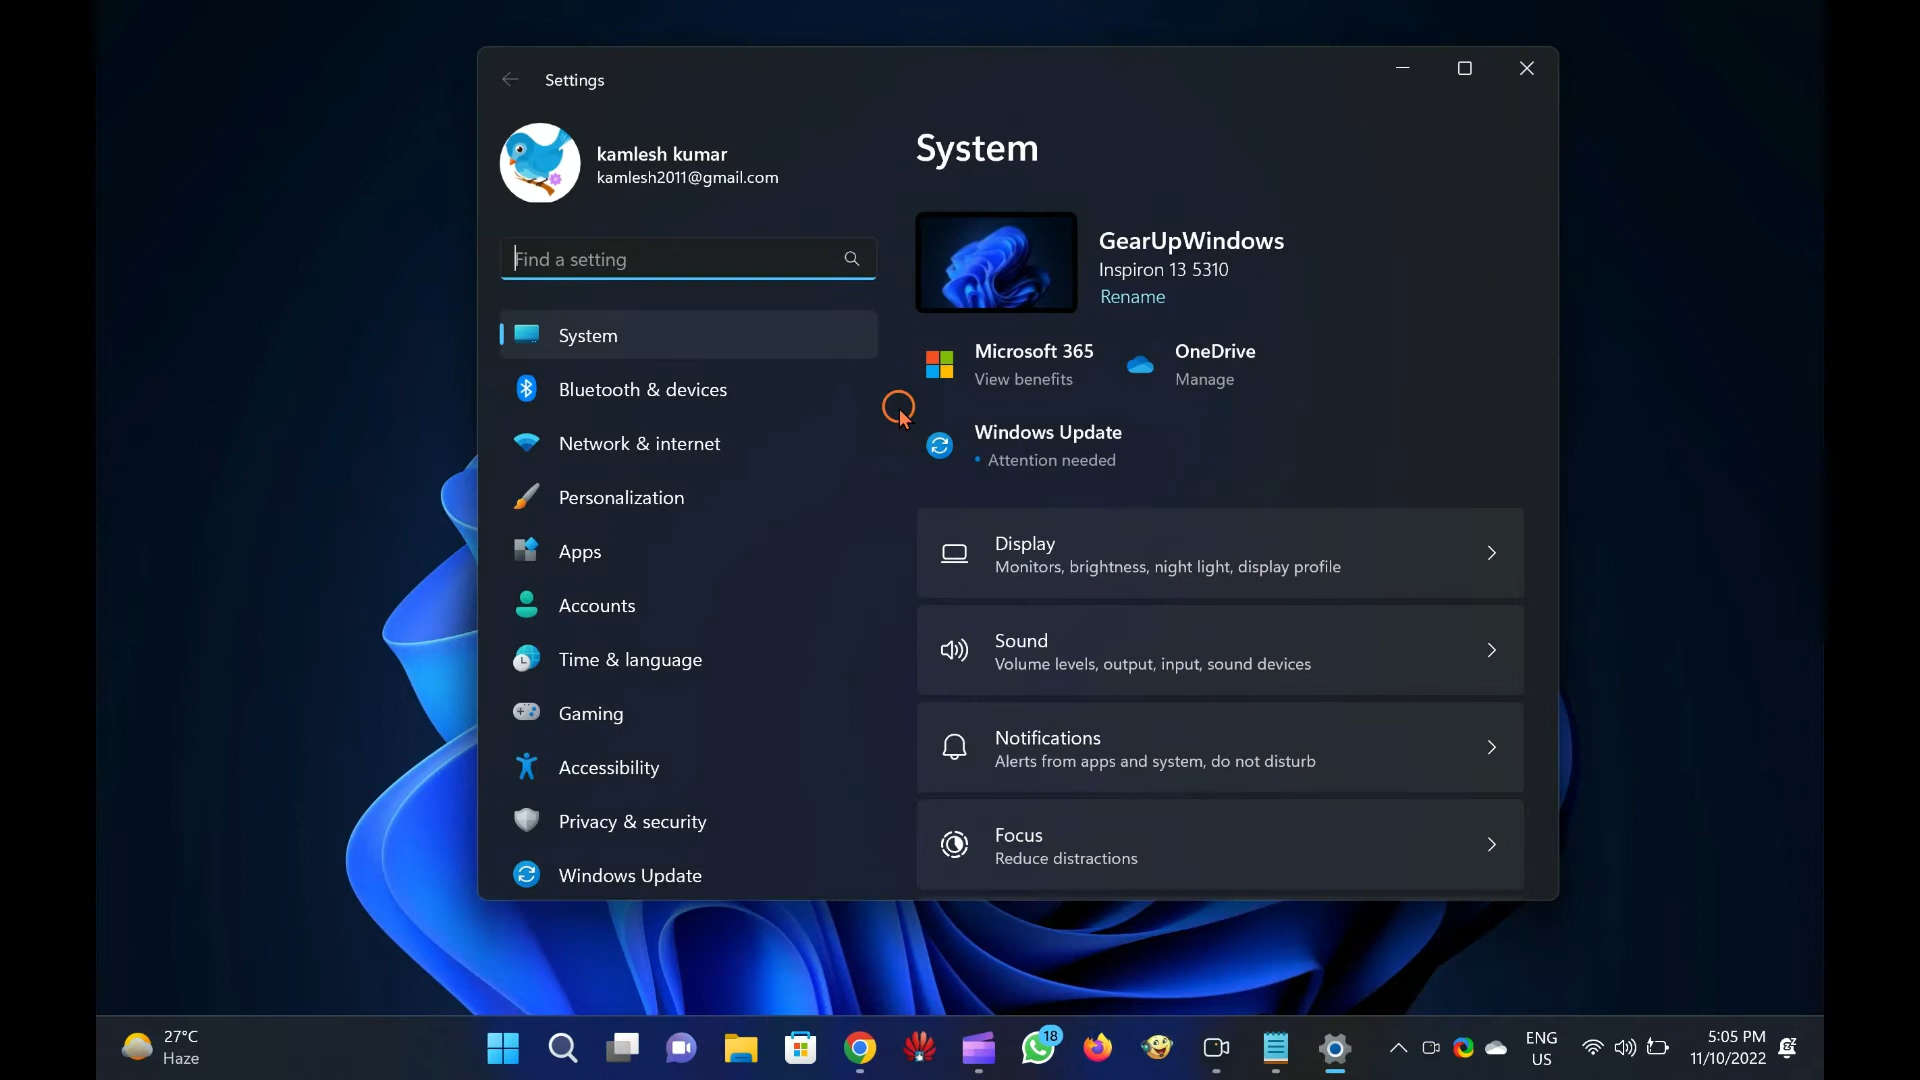 Settings
kamlesh kumar
kamlesh2011@gmail.com
Find a setting
System
Bluetooth & devices
Network & internet
Personalization
Apps
Accounts
Time & language
Gaming
Accessibility
Privacy & security
Windows Update
System
GearUpWindows
Inspiron 13 5310
Rename
Microsoft 365
View benefits
OneDrive
Manage
Windows Update
• Attention needed
Display
Monitors, brightness, night light, display profile
Sound
Volume levels, output, input, sound devices
Notifications
Alerts from apps and system, do not disturb
Focus
Reduce distractions
27°C
Haze
18
ENG
US
5:05 PM
11/10/2022